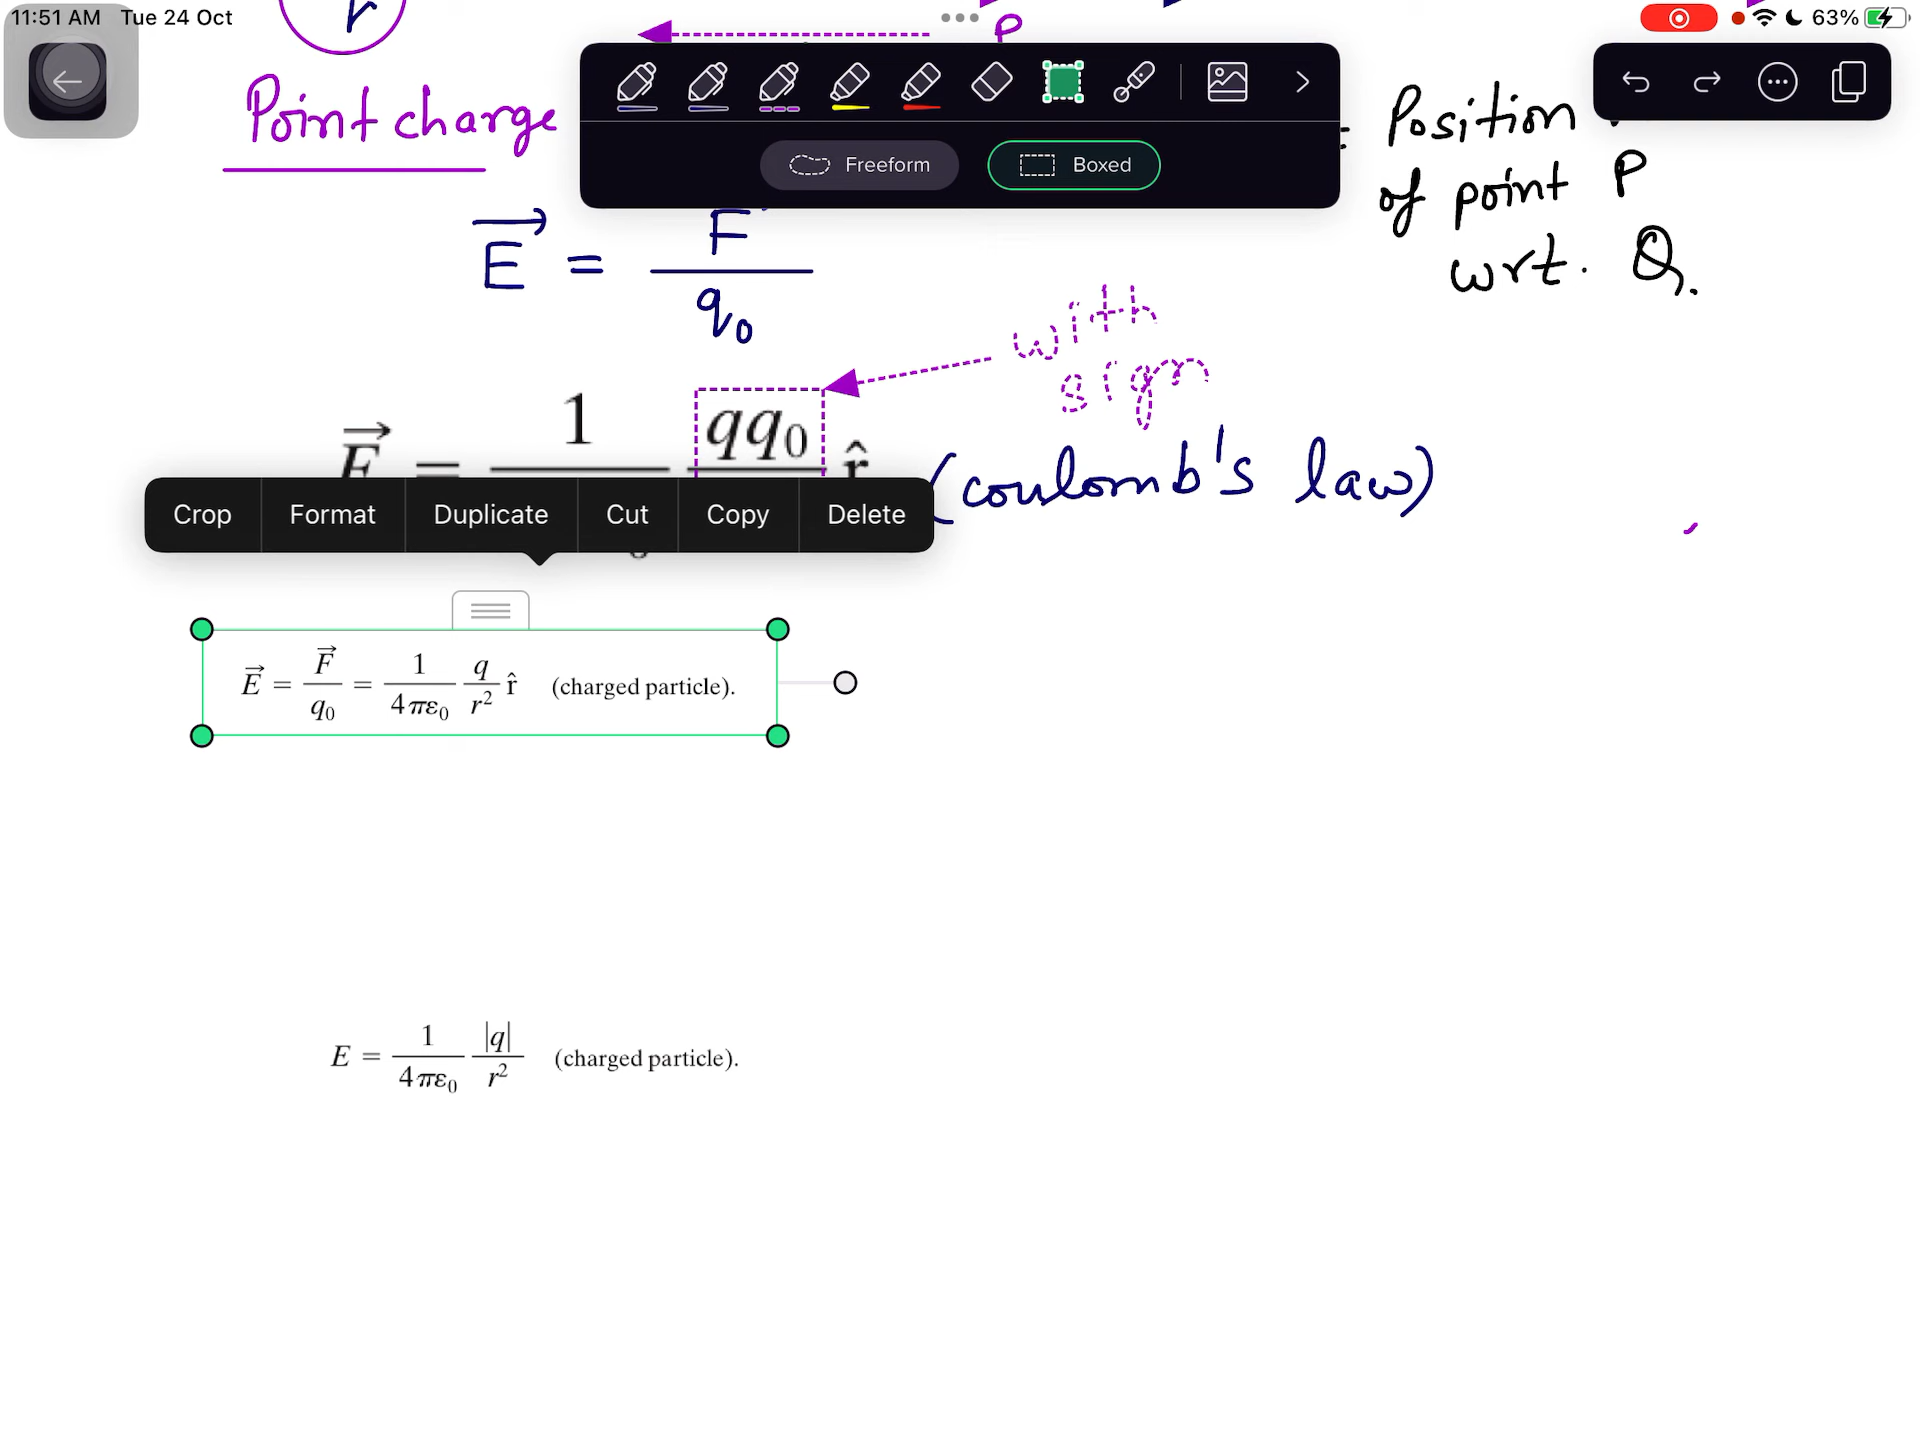 11:51 AM Tue 24 Oct
63%
P
Point charge
Freeform Boxed
= Position
of point P
wrt. Q.
E = F / q0
with
sign
F = 1 qq0 r̂ (coulomb's law)
Crop Format Duplicate Cut Copy Delete
E⃗ = F⃗/q0 = 1/4πε0 q/r² r̂ (charged particle).
E = 1/4πε0 |q|/r² (charged particle).